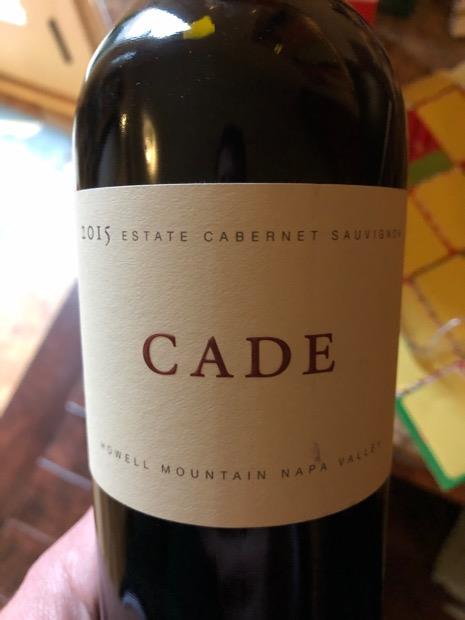 2015 ESTATE CABERNET SAUVIGNON
CADE
HOWELL MOUNTAIN NAPA VALLEY